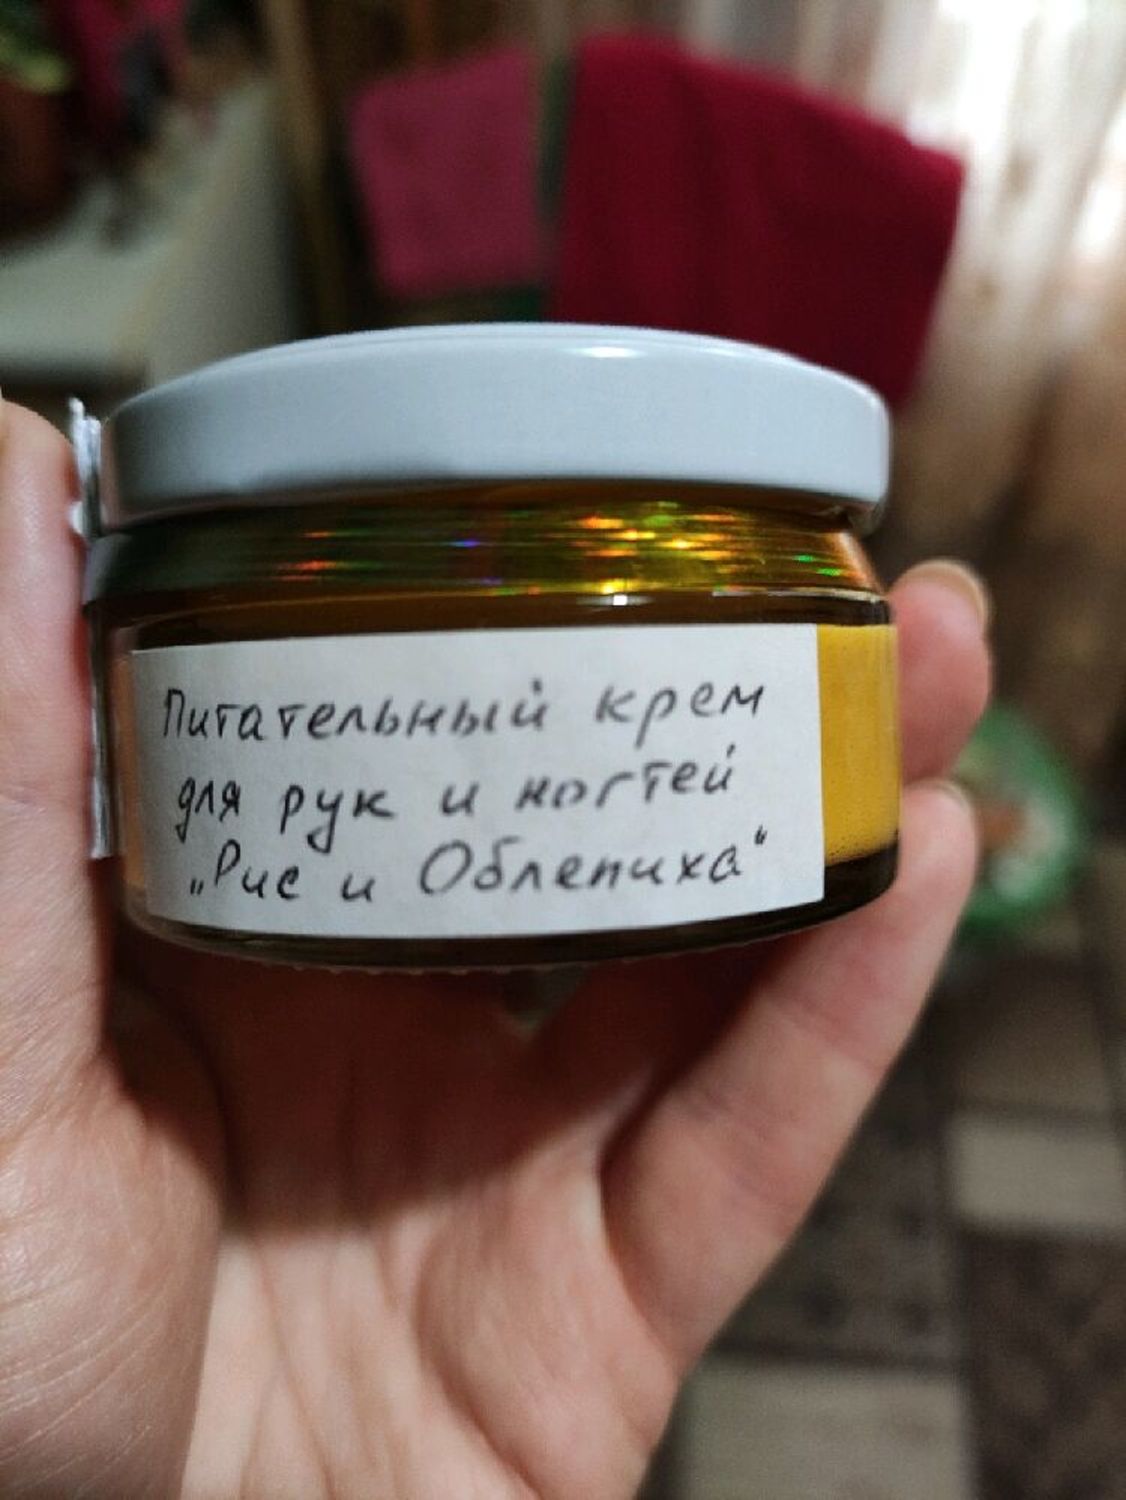 Питательный крем
для рук и ногтей
„Рис и Облепиха“